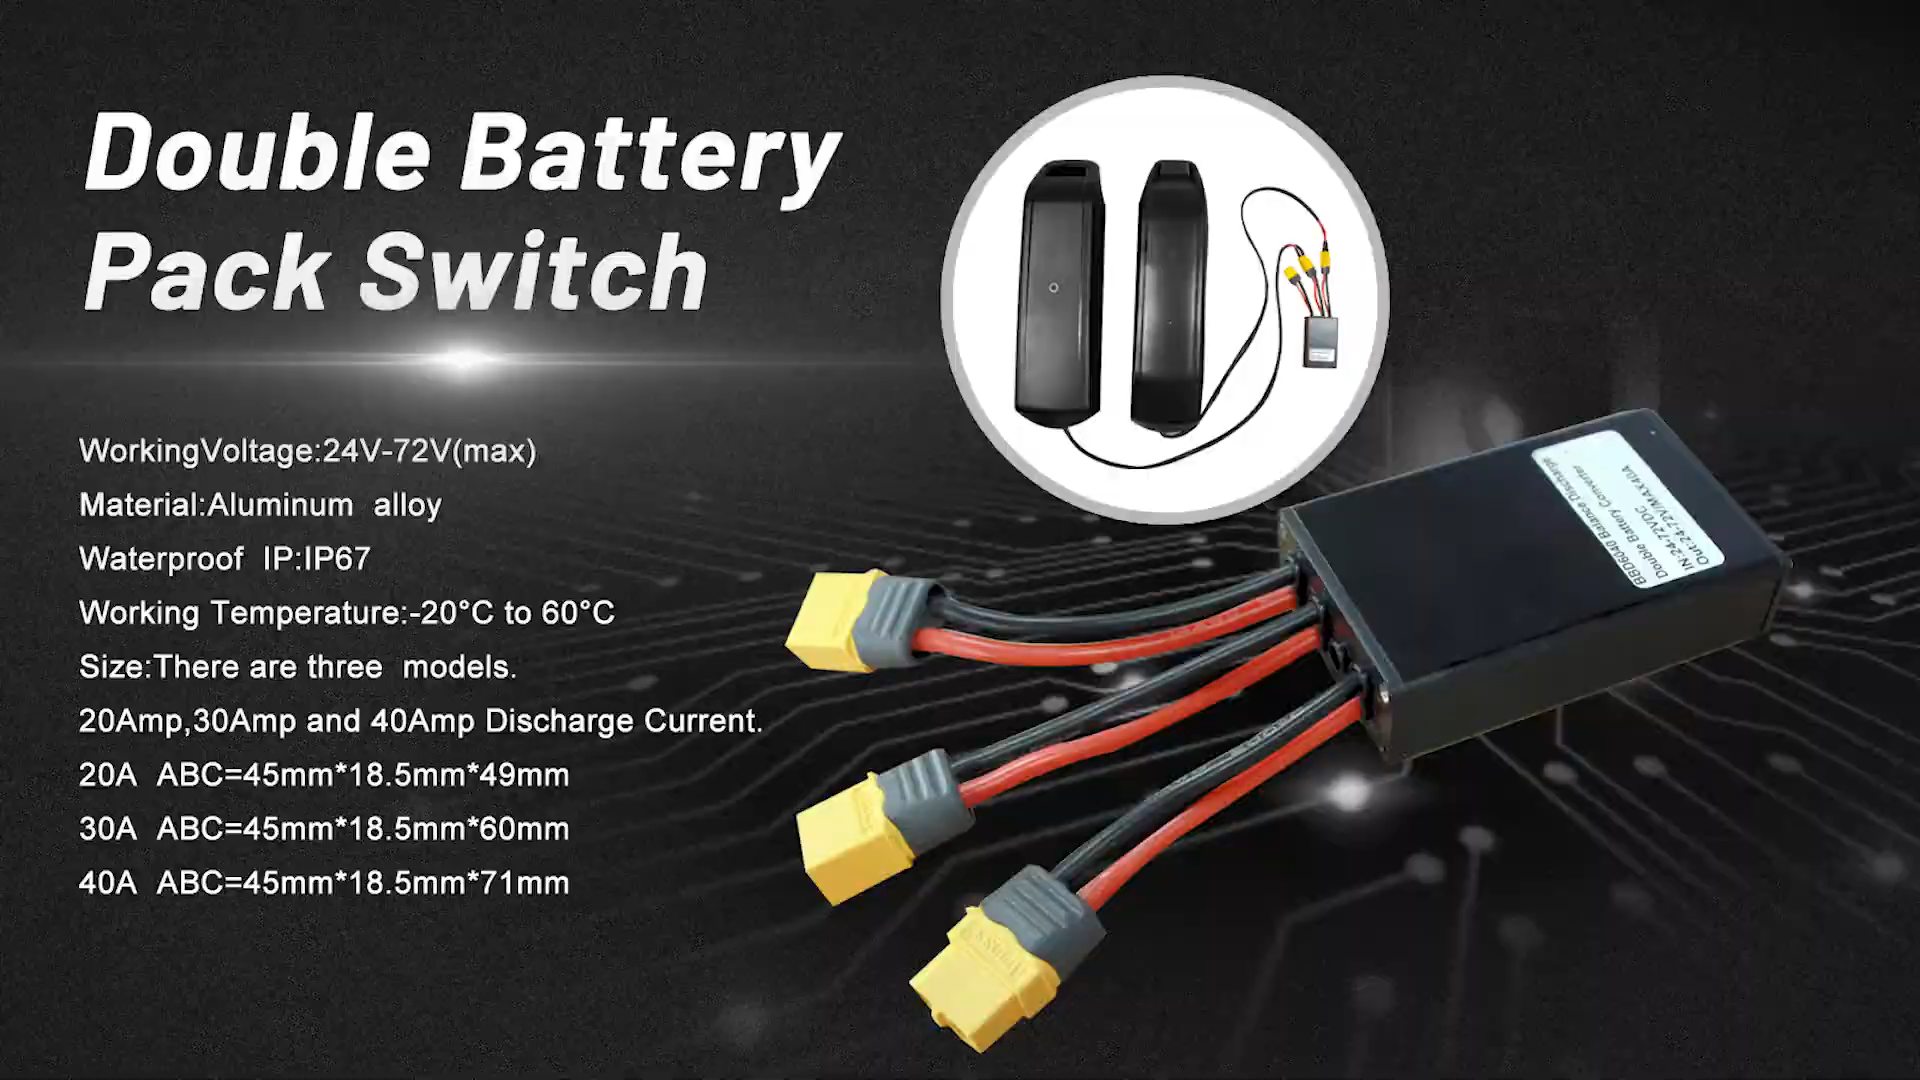 Double Battery
Pack Switch
WorkingVoltage:24V-72V(max)
Material:Aluminum alloy
Waterproof IP:IP67
Working Temperature:-20°C to 60°C
Size:There are three models.
20Amp,30Amp and 40Amp Discharge Current.
20A ABC=45mm*18.5mm*49mm
30A ABC=45mm*18.5mm*60mm
40A ABC=45mm*18.5mm*71mm
BBD6040 Balance Discharge
Double Battery Converter
IN:24-72VDC
Out:24-72V/MAX40A